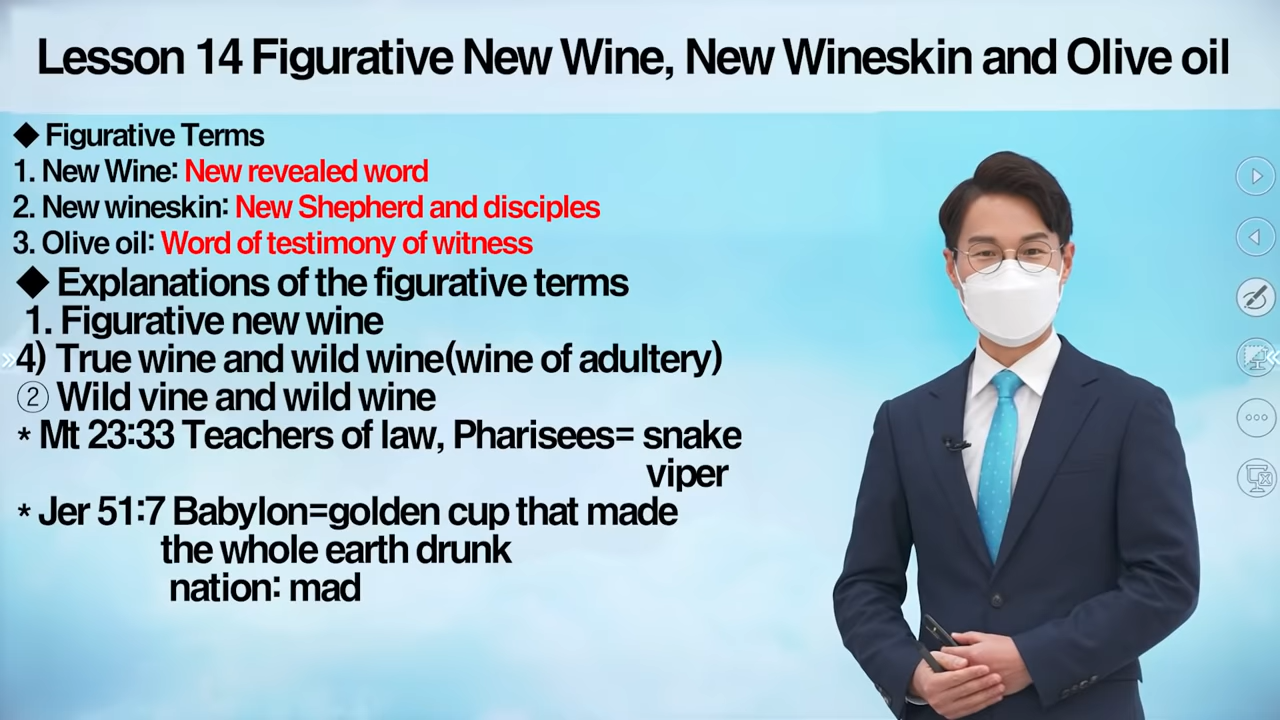 Lesson 14 Figurative New Wine, New Wineskin and Olive oil
◆ Figurative Terms
1. New Wine: New revealed word
2. New wineskin: New Shepherd and disciples
3. Olive oil: Word of testimony of witness
◆ Explanations of the figurative terms
1. Figurative new wine
4) True wine and wild wine(wine of adultery)
② Wild vine and wild wine
* Mt 23:33 Teachers of law, Pharisees= snake
viper
* Jer 51:7 Babylon=golden cup that made
the whole earth drunk
nation: mad